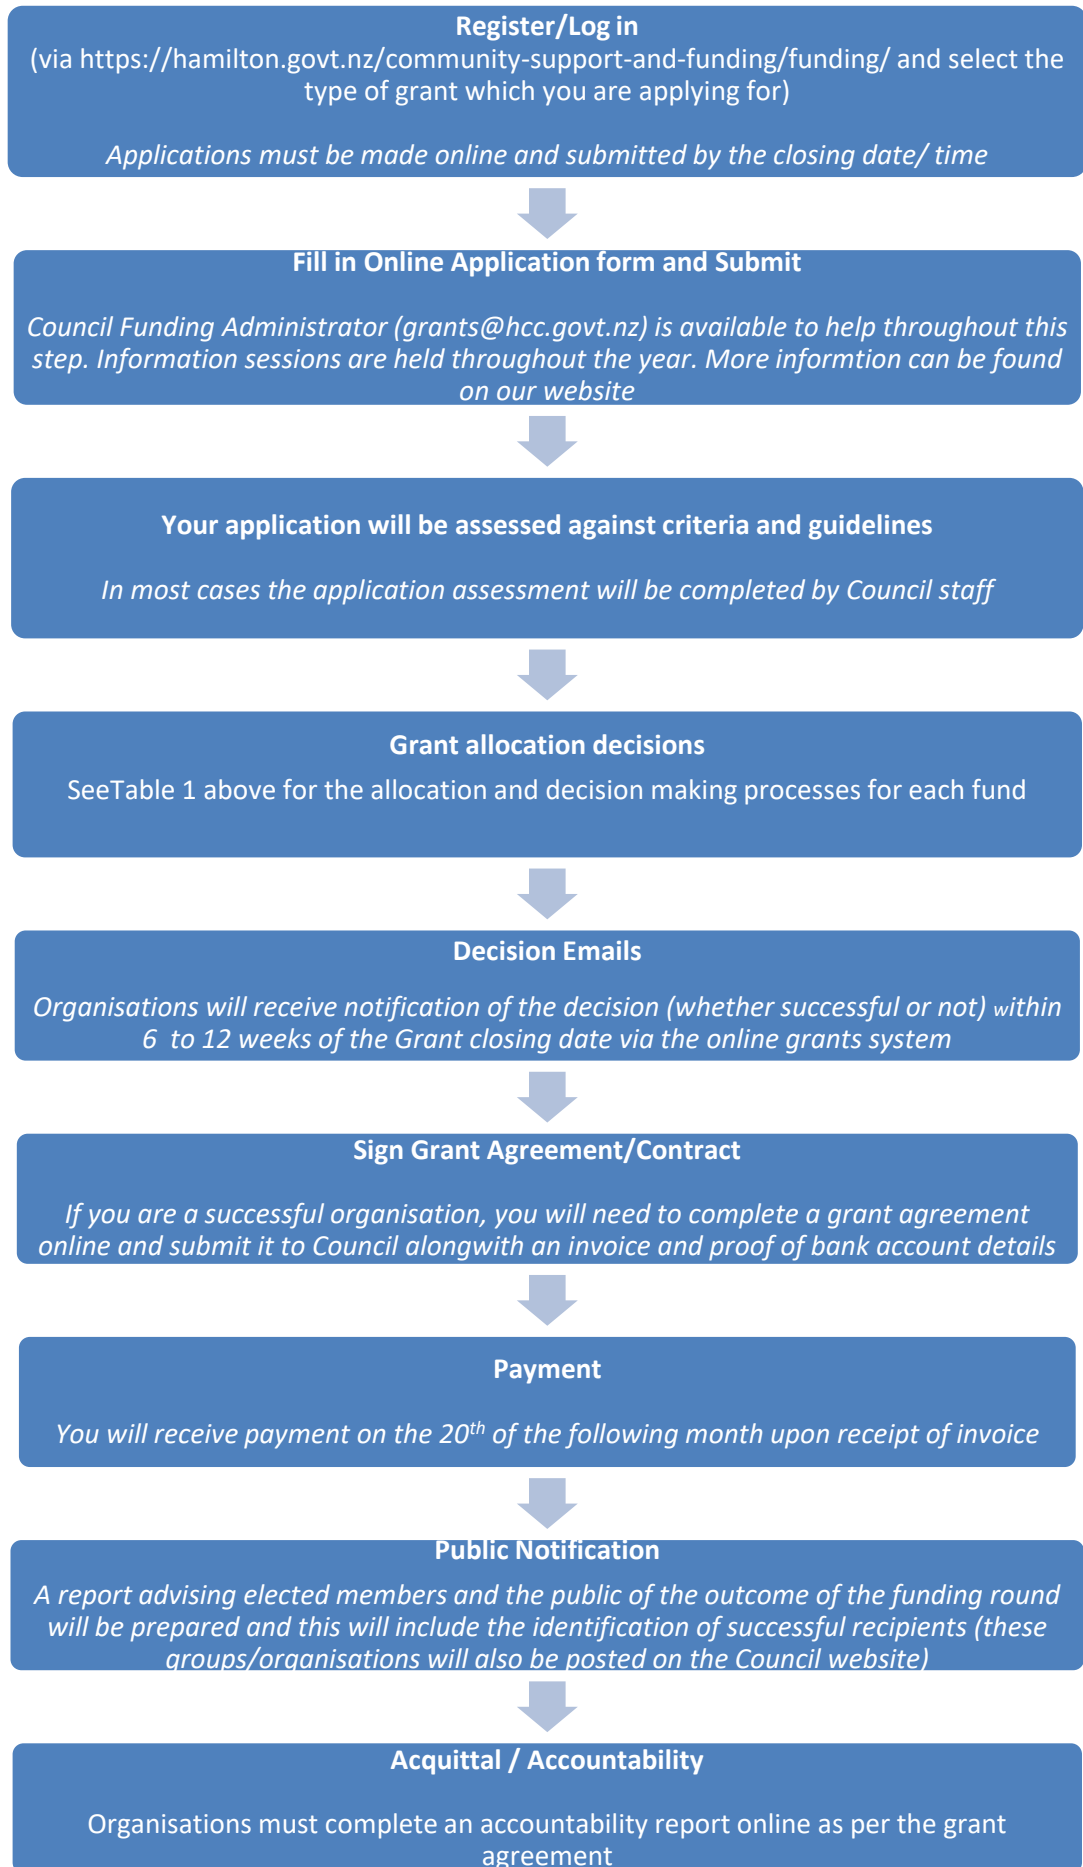 Register/Log in
(via https://hamilton.govt.nz/community-support-and-funding/funding/ and select the
type of grant which you are applying for)
Applications must be made online and submitted by the closing date/ time
Fill in Online Application form and Submit
Council Funding Administrator (grants@hcc.govt.nz) is available to help throughout this
step. Information sessions are held throughout the year. More informtion can be found
on our website
Your application will be assessed against criteria and guidelines
In most cases the application assessment will be completed by Council staff
Grant allocation decisions
SeeTable 1 above for the allocation and decision making processes for each fund
Decision Emails
Organisations will receive notification of the decision (whether successful or not) within
6 to 12 weeks of the Grant closing date via the online grants system
Sign Grant Agreement/Contract
If you are a successful organisation, you will need to complete a grant agreement
online and submit it to Council alongwith an invoice and proof of bank account details
Payment
You will receive payment on the 20th of the following month upon receipt of invoice
Public Notification
A report advising elected members and the public of the outcome of the funding round
will be prepared and this will include the identification of successful recipients (these
groups/organisations will also be posted on the Council website)
Acquittal / Accountability
Organisations must complete an accountability report online as per the grant
agreement